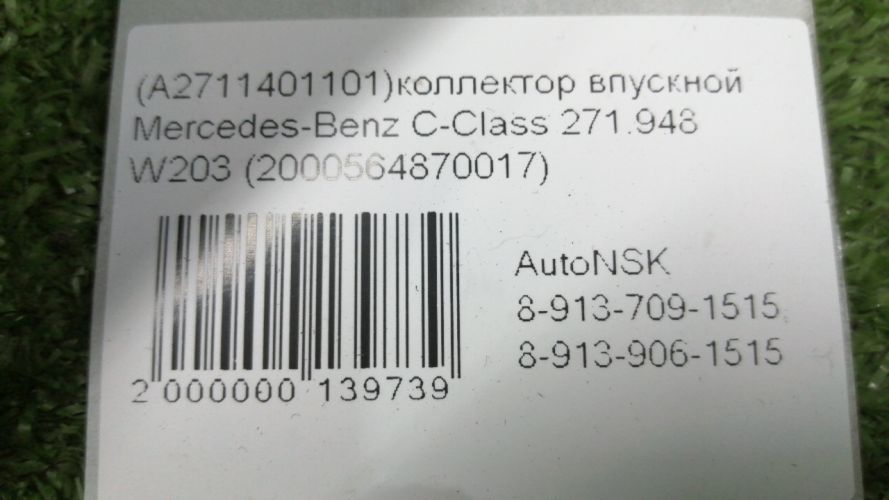 (A2711401101)коллектор впускной
Mercedes-Benz C-Class 271.948
W203 (2000564870017)
AutoNSK
8-913-709-1515
8-913-906-1515
2 000000 139739